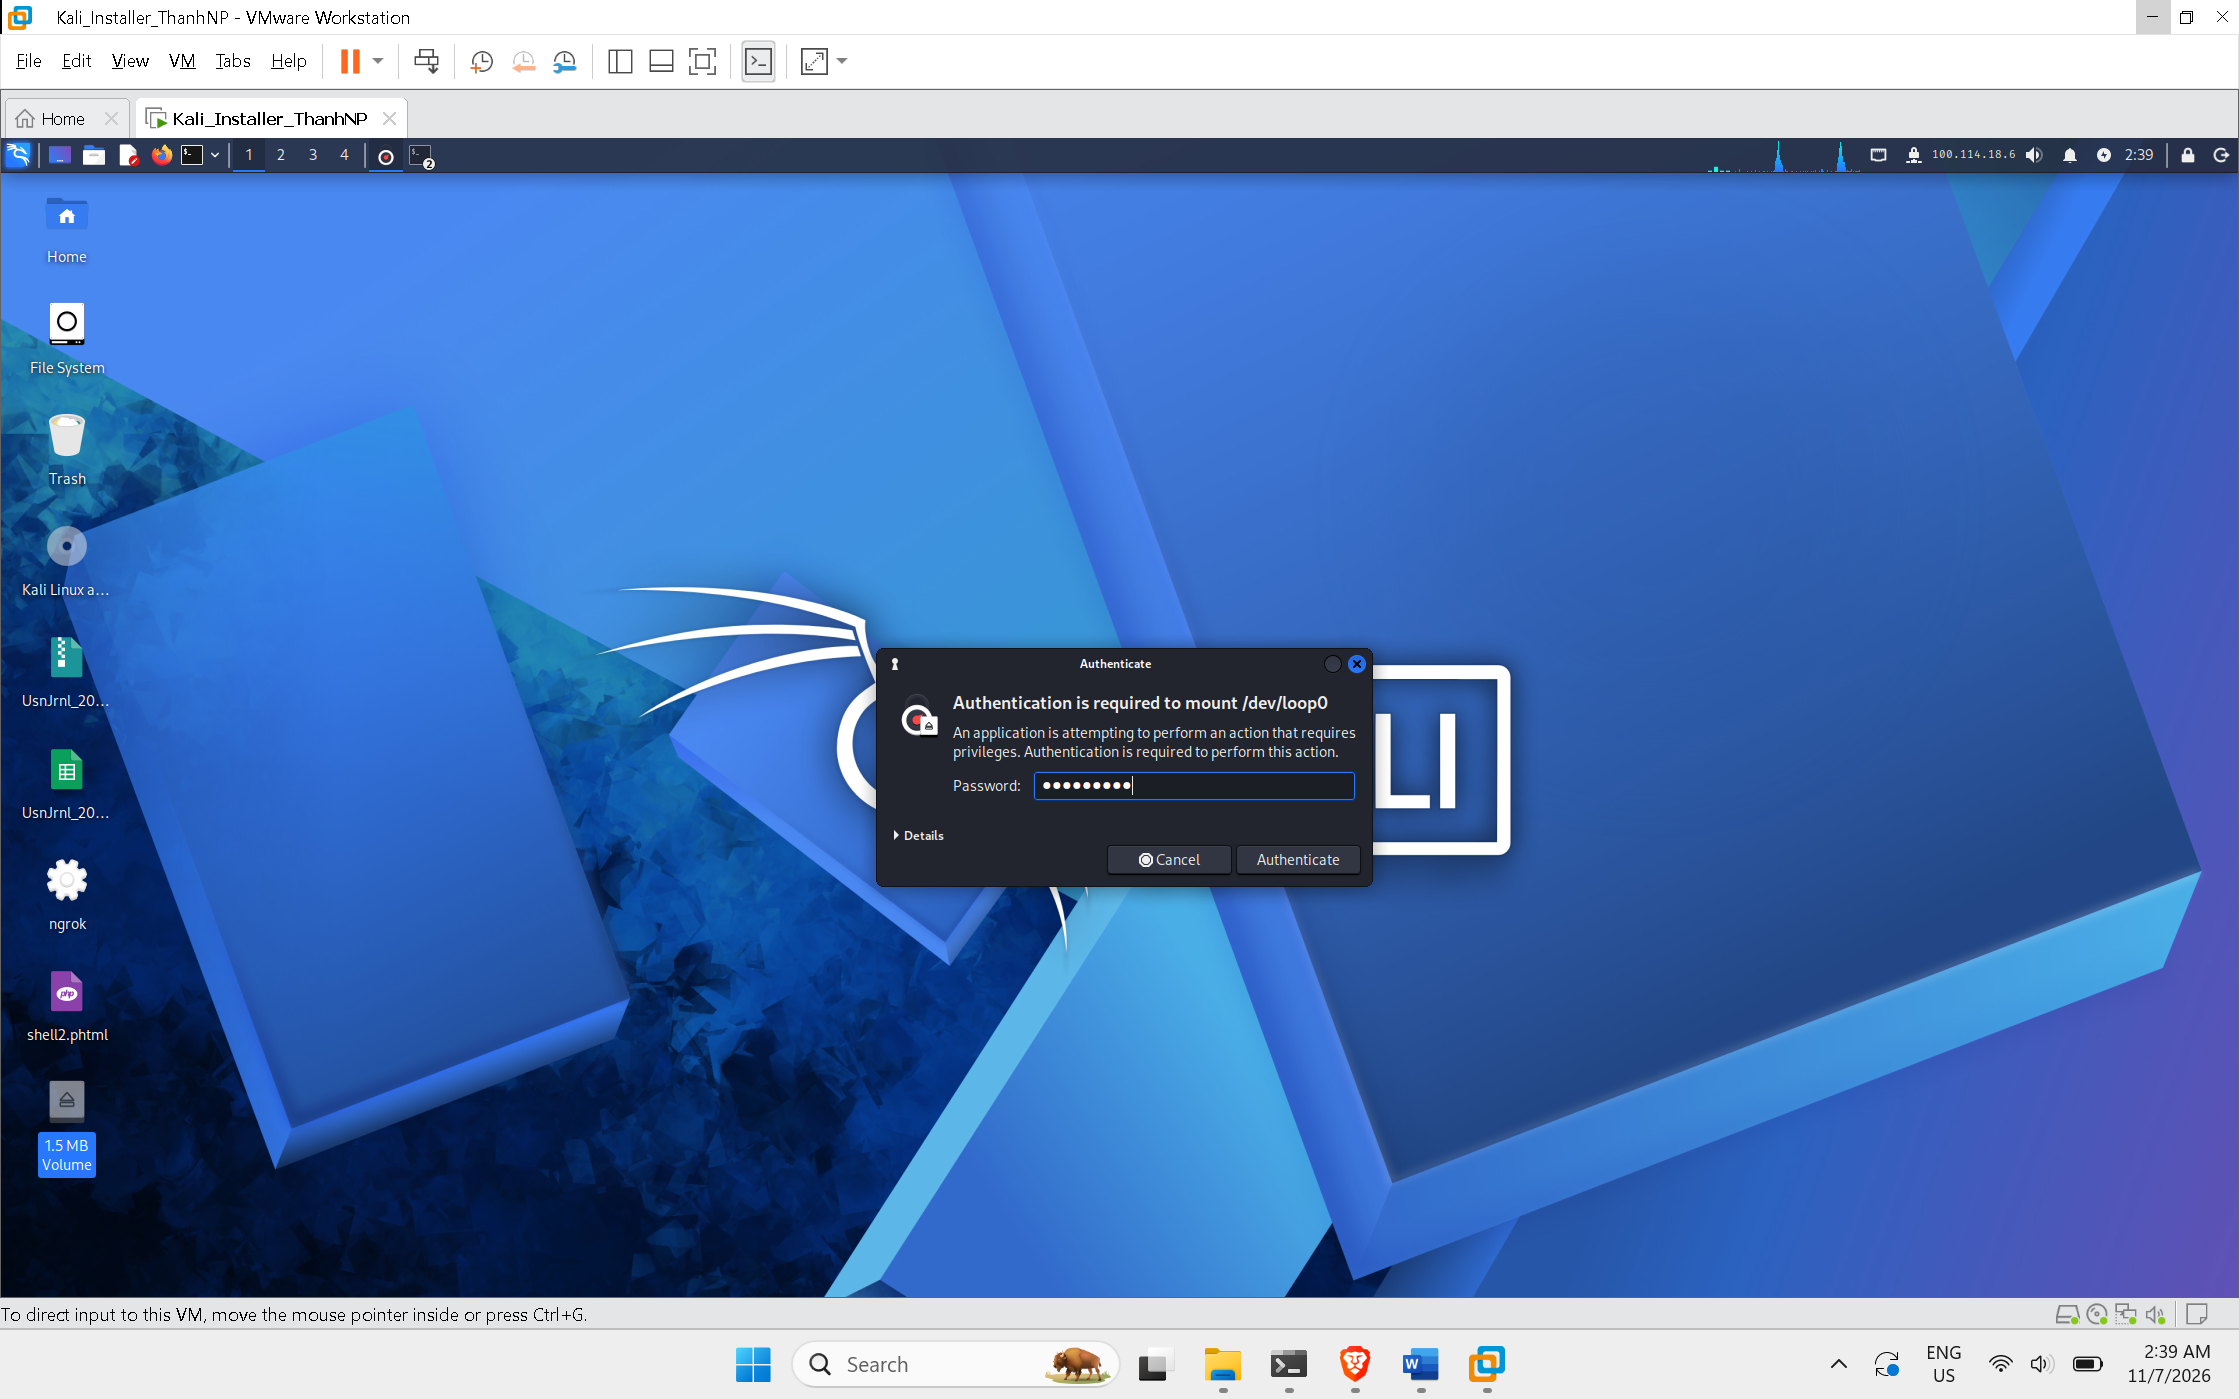 Kali_Installer_ThanhNP - VMware Workstation
File Edit View VM Tabs Help
Home
Kali_Installer_ThanhNP
1 2 3 4
2
100.114.18.6
2:39
Home
File System
Trash
Kali Linux a...
UsnJrnl_20...
UsnJrnl_20...
ngrok
php
shell2.phtml
1.5 MB
Volume
LI
Authenticate
Authentication is required to mount /dev/loop0
An application is attempting to perform an action that requires
privileges. Authentication is required to perform this action.
Password: •••••••••
Details
Cancel Authenticate
To direct input to this VM, move the mouse pointer inside or press Ctrl+G.
Search
ENG
US
2:39 AM
11/7/2026